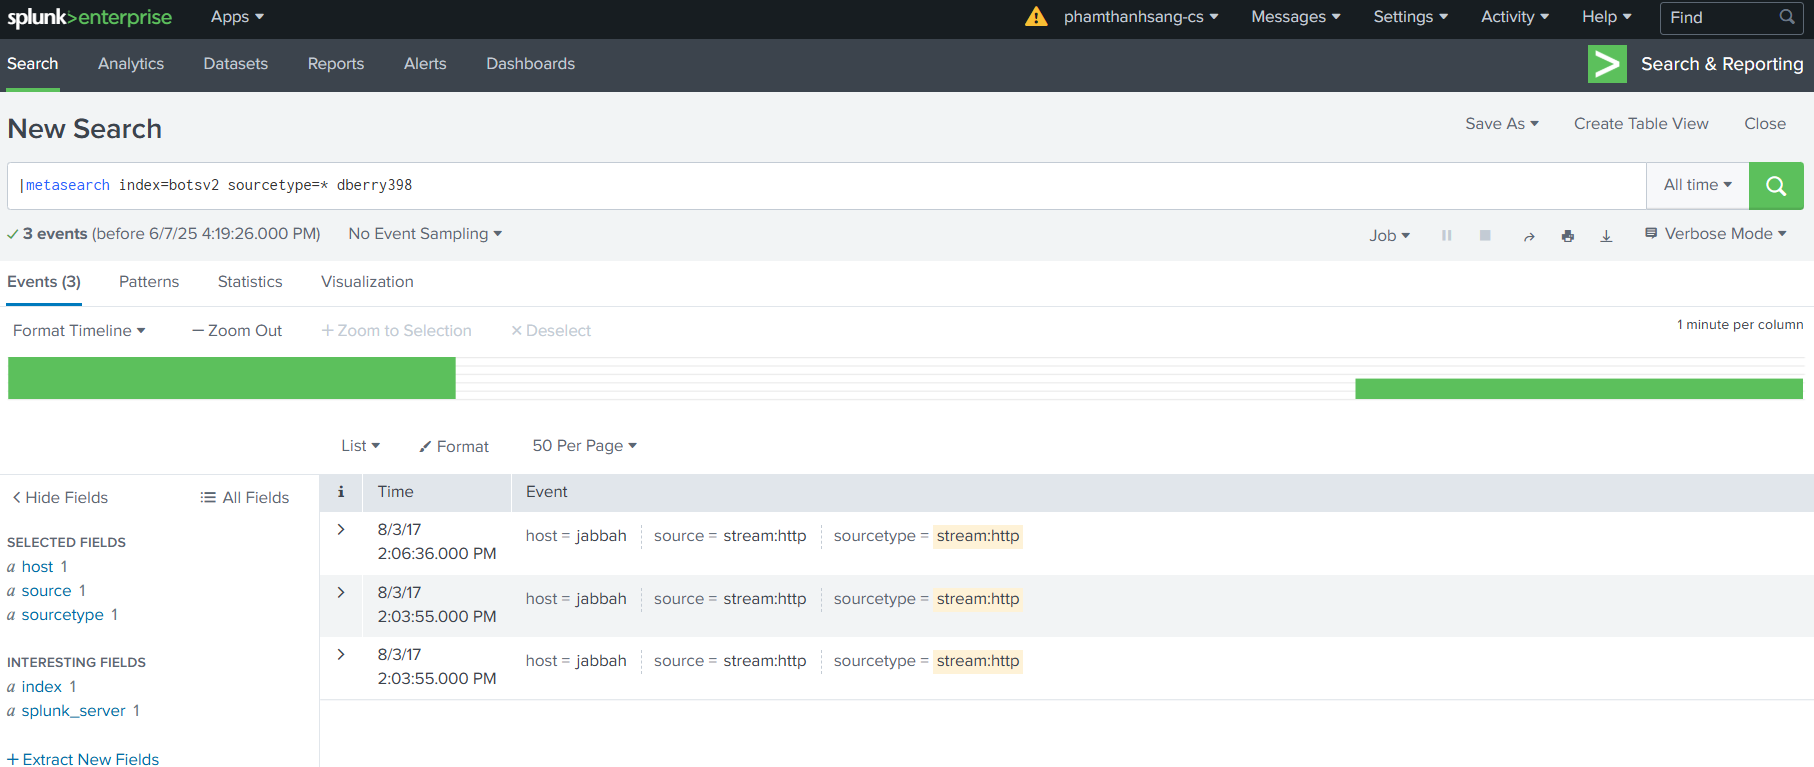 splunk>enterprise Apps phamthanhsang-cs Messages Settings Activity Help Find
Search Analytics Datasets Reports Alerts Dashboards Search & Reporting
New Search Save As Create Table View Close
|metasearch index=botsv2 sourcetype=* dberry398 All time
3 events (before 6/7/25 4:19:26.000 PM) No Event Sampling Job Verbose Mode
Events (3) Patterns Statistics Visualization
Format Timeline — Zoom Out + Zoom to Selection × Deselect 1 minute per column
List Format 50 Per Page
< Hide Fields All Fields i Time Event
SELECTED FIELDS
a host 1
a source 1
a sourcetype 1
INTERESTING FIELDS
a index 1
a splunk_server 1
+ Extract New Fields
> 8/3/17
2:06:36.000 PM host = jabbah source = stream:http sourcetype = stream:http
> 8/3/17
2:03:55.000 PM host = jabbah source = stream:http sourcetype = stream:http
> 8/3/17
2:03:55.000 PM host = jabbah source = stream:http sourcetype = stream:http